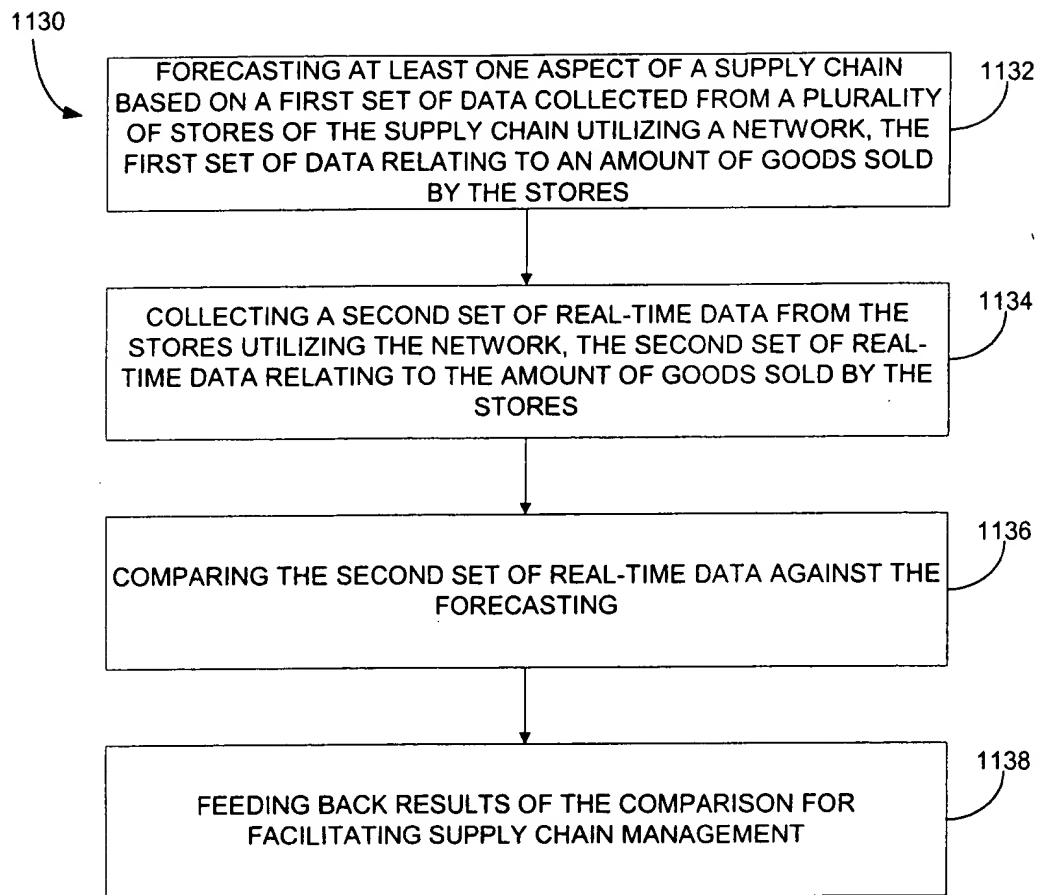 1130
FORECASTING AT LEAST ONE ASPECT OF A SUPPLY CHAIN
BASED ON A FIRST SET OF DATA COLLECTED FROM A PLURALITY
OF STORES OF THE SUPPLY CHAIN UTILIZING A NETWORK, THE
FIRST SET OF DATA RELATING TO AN AMOUNT OF GOODS SOLD
BY THE STORES
1132
COLLECTING A SECOND SET OF REAL-TIME DATA FROM THE
STORES UTILIZING THE NETWORK, THE SECOND SET OF REAL-
TIME DATA RELATING TO THE AMOUNT OF GOODS SOLD BY THE
STORES
1134
COMPARING THE SECOND SET OF REAL-TIME DATA AGAINST THE
FORECASTING
1136
FEEDING BACK RESULTS OF THE COMPARISON FOR
FACILITATING SUPPLY CHAIN MANAGEMENT
1138